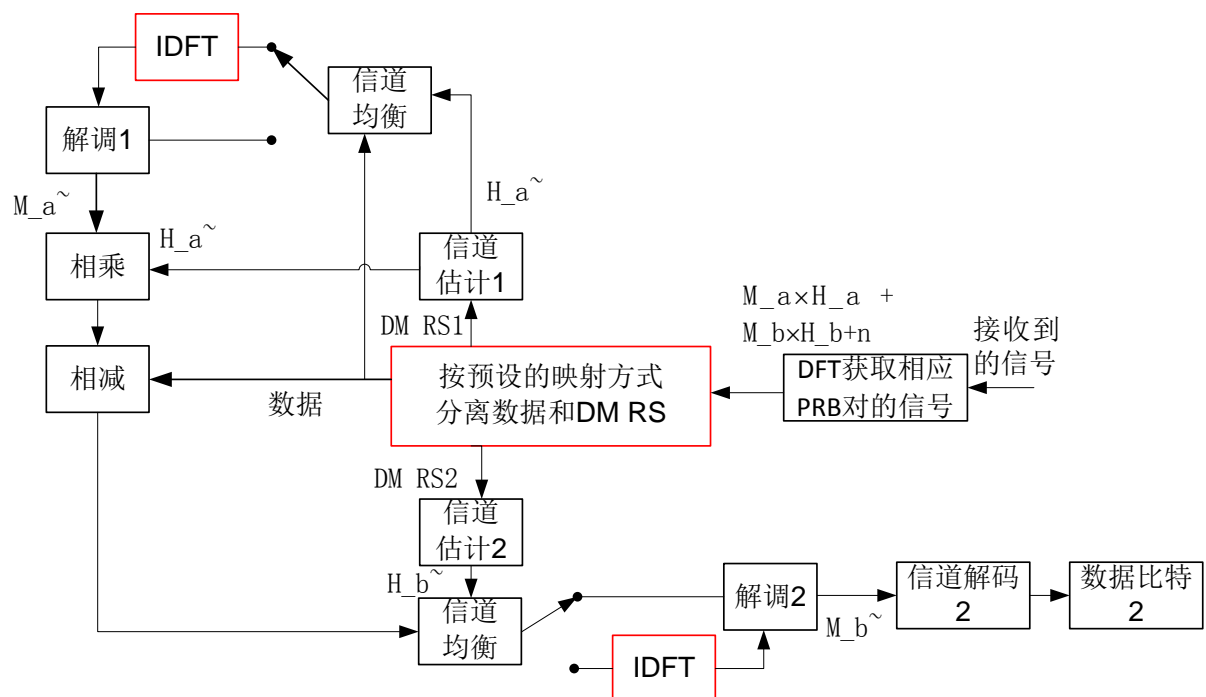 IDFT
信道
均衡
解调1
M_a~
H_a~
相乘
H_a~
信道
估计1
DM RS1
相减
数据
按预设的映射方式
分离数据和DM RS
M_a×H_a +
M_b×H_b+n
DFT获取相应
PRB对的信号
接收到
的信号
DM RS2
信道
估计2
H_b~
信道
均衡
IDFT
解调2
M_b~
信道解码
2
数据比特
2